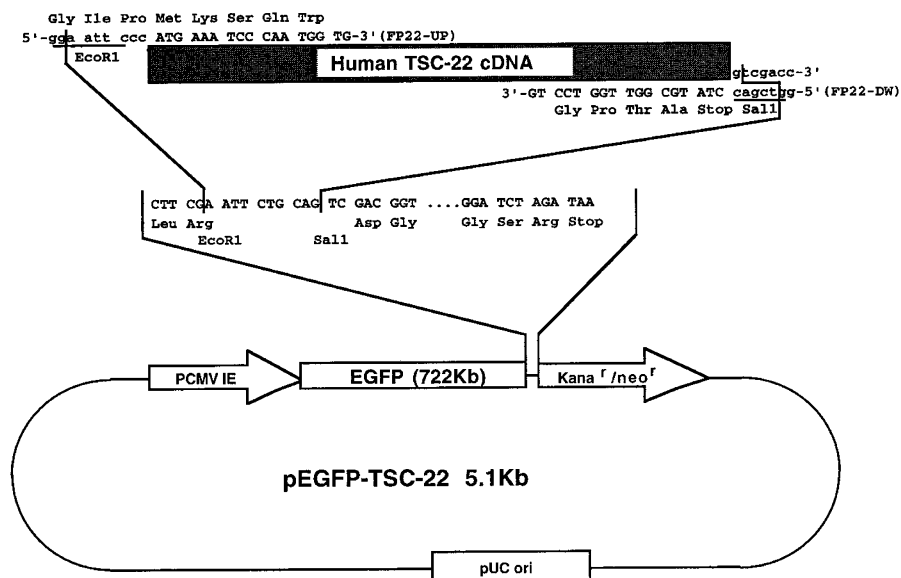 Gly Ile Pro Met Lys Ser Gln Trp
5'-gga att ccc ATG AAA TCC CAA TGG TG-3'(FP22-UP)
EcoR1
Human TSC-22 cDNA
gtcgacc-3'
3'-GT CCT GGT TGG CGT ATC cagctgg-5'(FP22-DW)
Gly Pro Thr Ala Stop Sal1
CTT CGA ATT CTG CAG TC GAC GGT ....GGA TCT AGA TAA
Leu Arg Asp Gly Gly Ser Arg Stop
EcoR1 Sal1
PCMV IE
EGFP (722Kb)
Kana r /neo r
pEGFP-TSC-22 5.1Kb
pUC ori